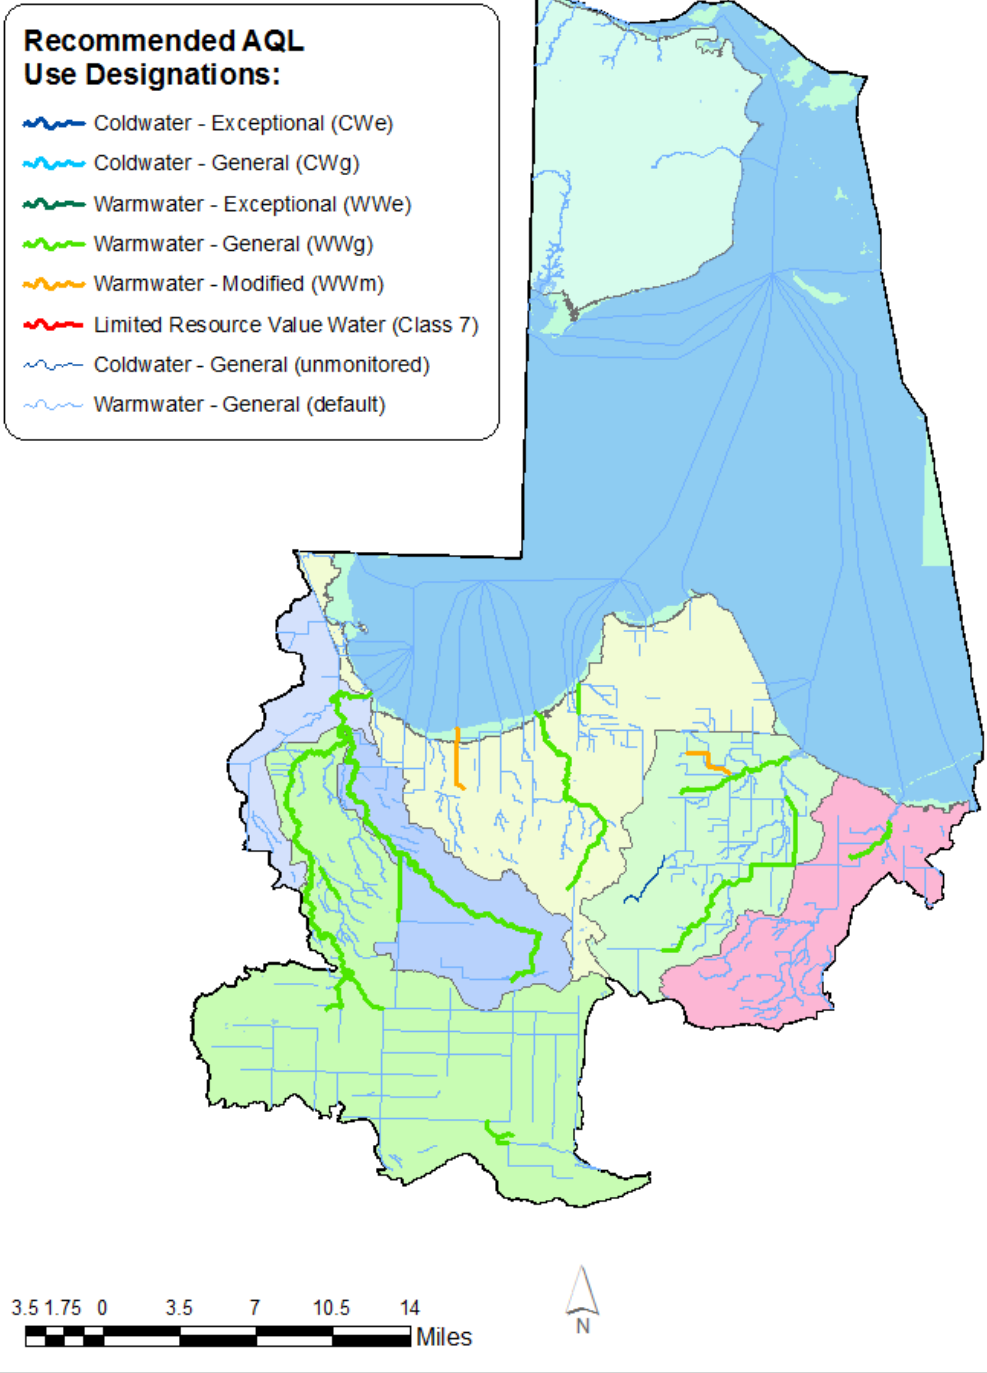 Recommended AQL
Use Designations:
Coldwater - Exceptional (CWe)
Coldwater - General (CWg)
Warmwater - Exceptional (WWe)
Warmwater - General (WWg)
Warmwater - Modified (WWm)
Limited Resource Value Water (Class 7)
Coldwater - General (unmonitored)
Warmwater - General (default)
3.5 1.75 0 3.5 7 10.5 14
Miles
N